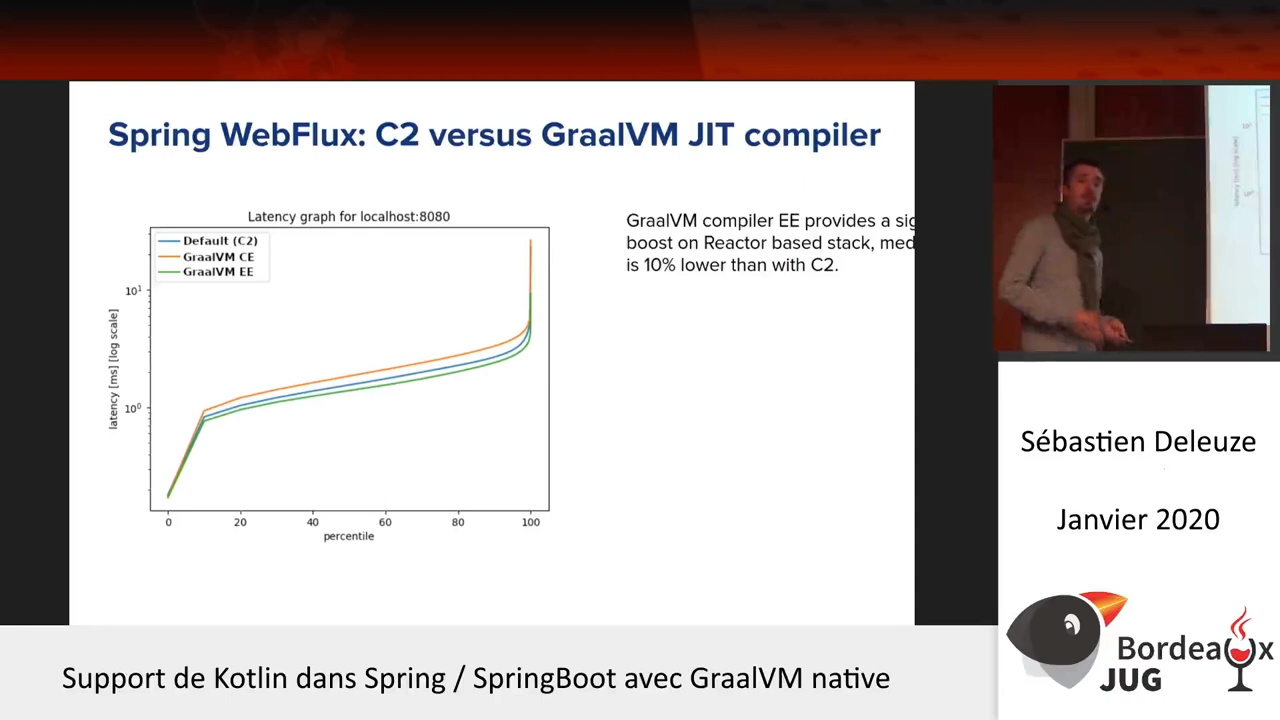 Spring WebFlux: C2 versus GraalVM JIT compiler
Latency graph for localhost:8080
Default (C2)
GraalVM CE
GraalVM EE
latency [ms] [log scale]
10¹
10⁰
0 20 40 60 80 100
percentile
GraalVM compiler EE provides a sig
boost on Reactor based stack, med
is 10% lower than with C2.
Sébastien Deleuze
Janvier 2020
Bordeaux
JUG
Support de Kotlin dans Spring / SpringBoot avec GraalVM native